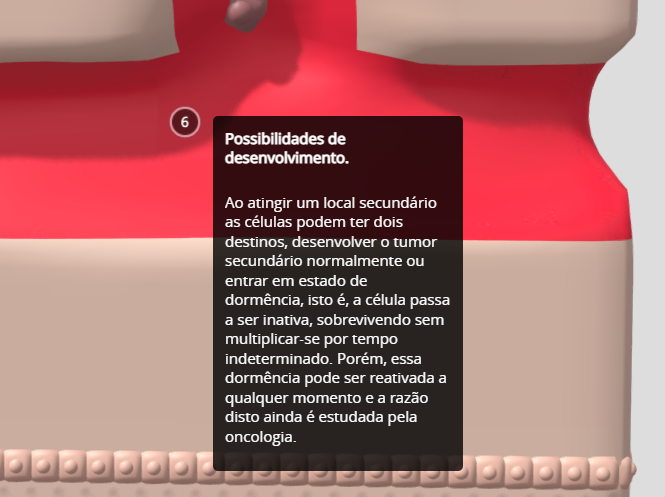 6
Possibilidades de
desenvolvimento.
Ao atingir um local secundário
as células podem ter dois
destinos, desenvolver o tumor
secundário normalmente ou
entrar em estado de
dormência, isto é, a célula passa
a ser inativa, sobrevivendo sem
multiplicar-se por tempo
indeterminado. Porém, essa
dormência pode ser reativada a
qualquer momento e a razão
disto ainda é estudada pela
oncologia.